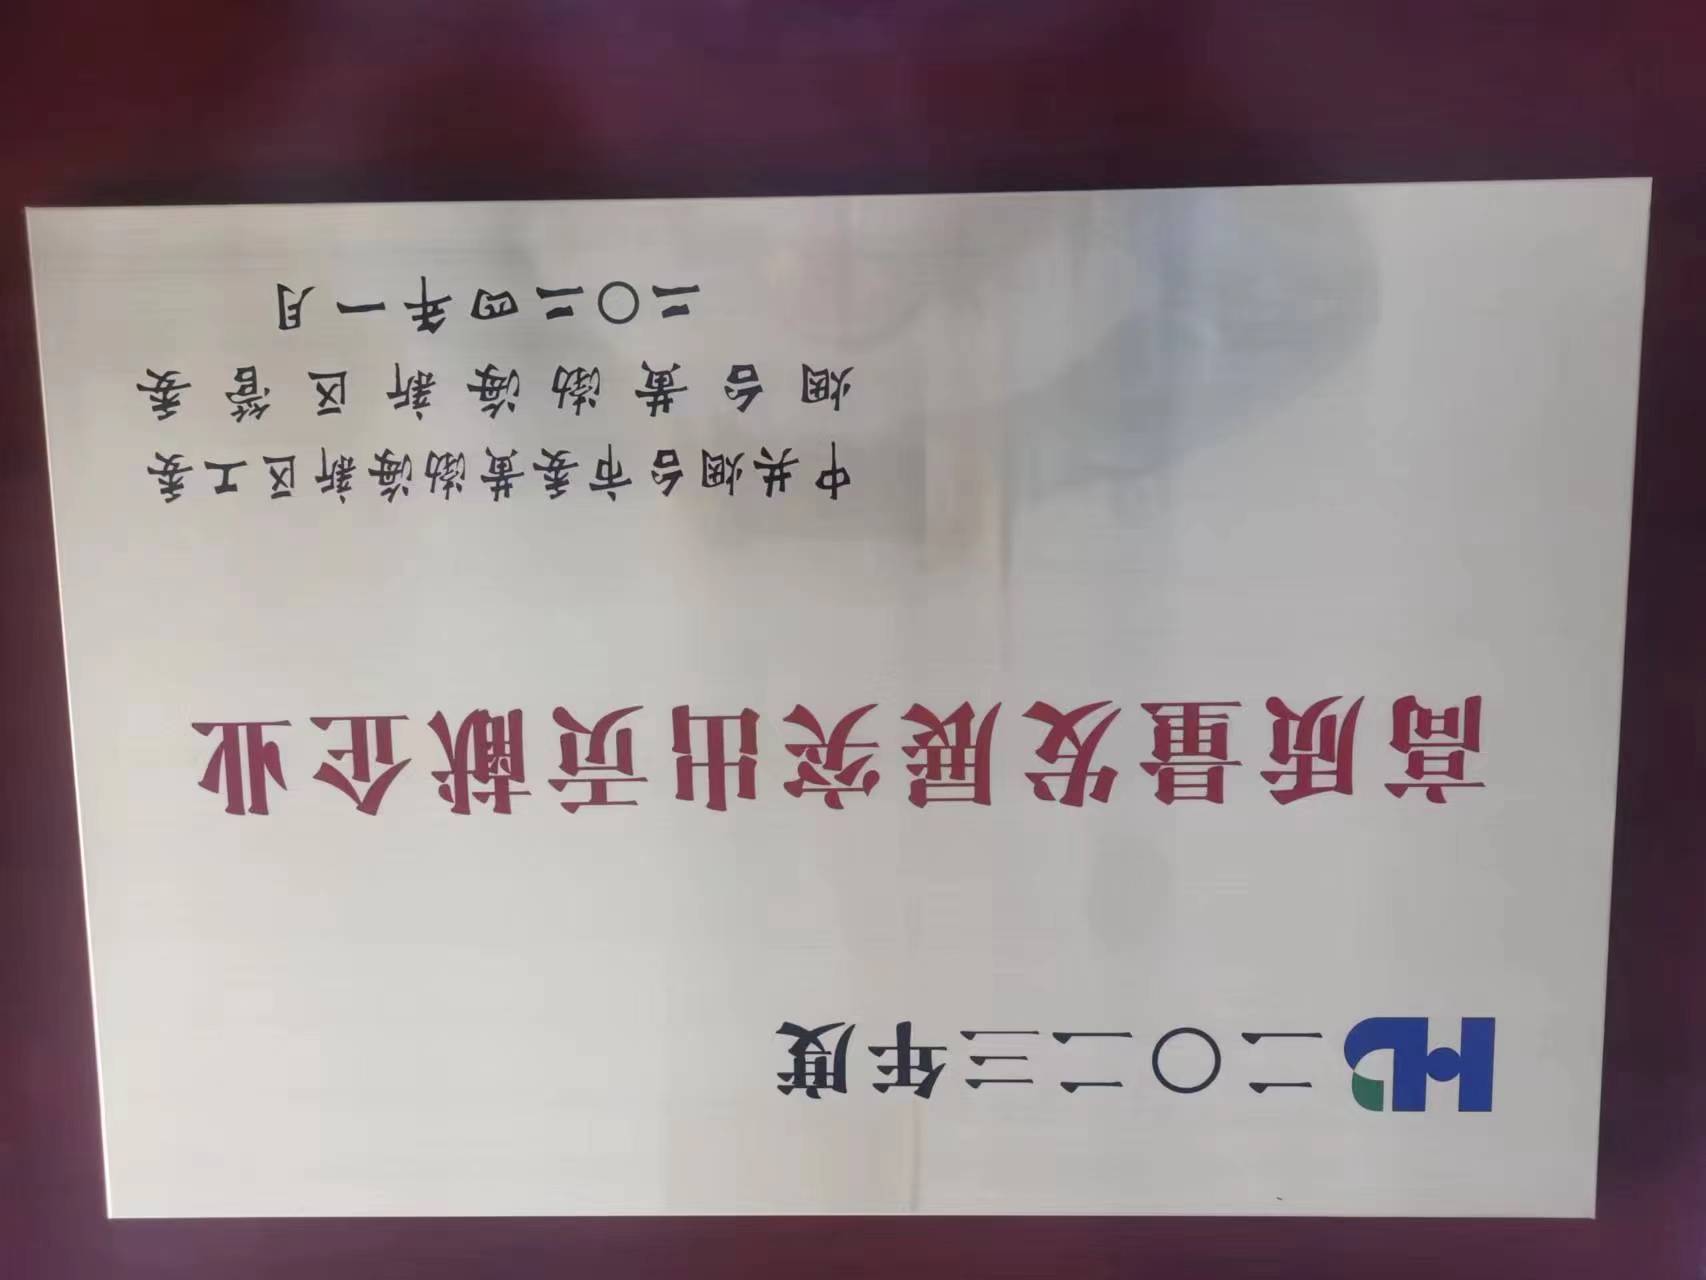 二〇二三年度
高质量发展突出贡献企业
中共烟台市委黄渤海新区工委
烟台黄渤海新区管委
二〇二四年一月